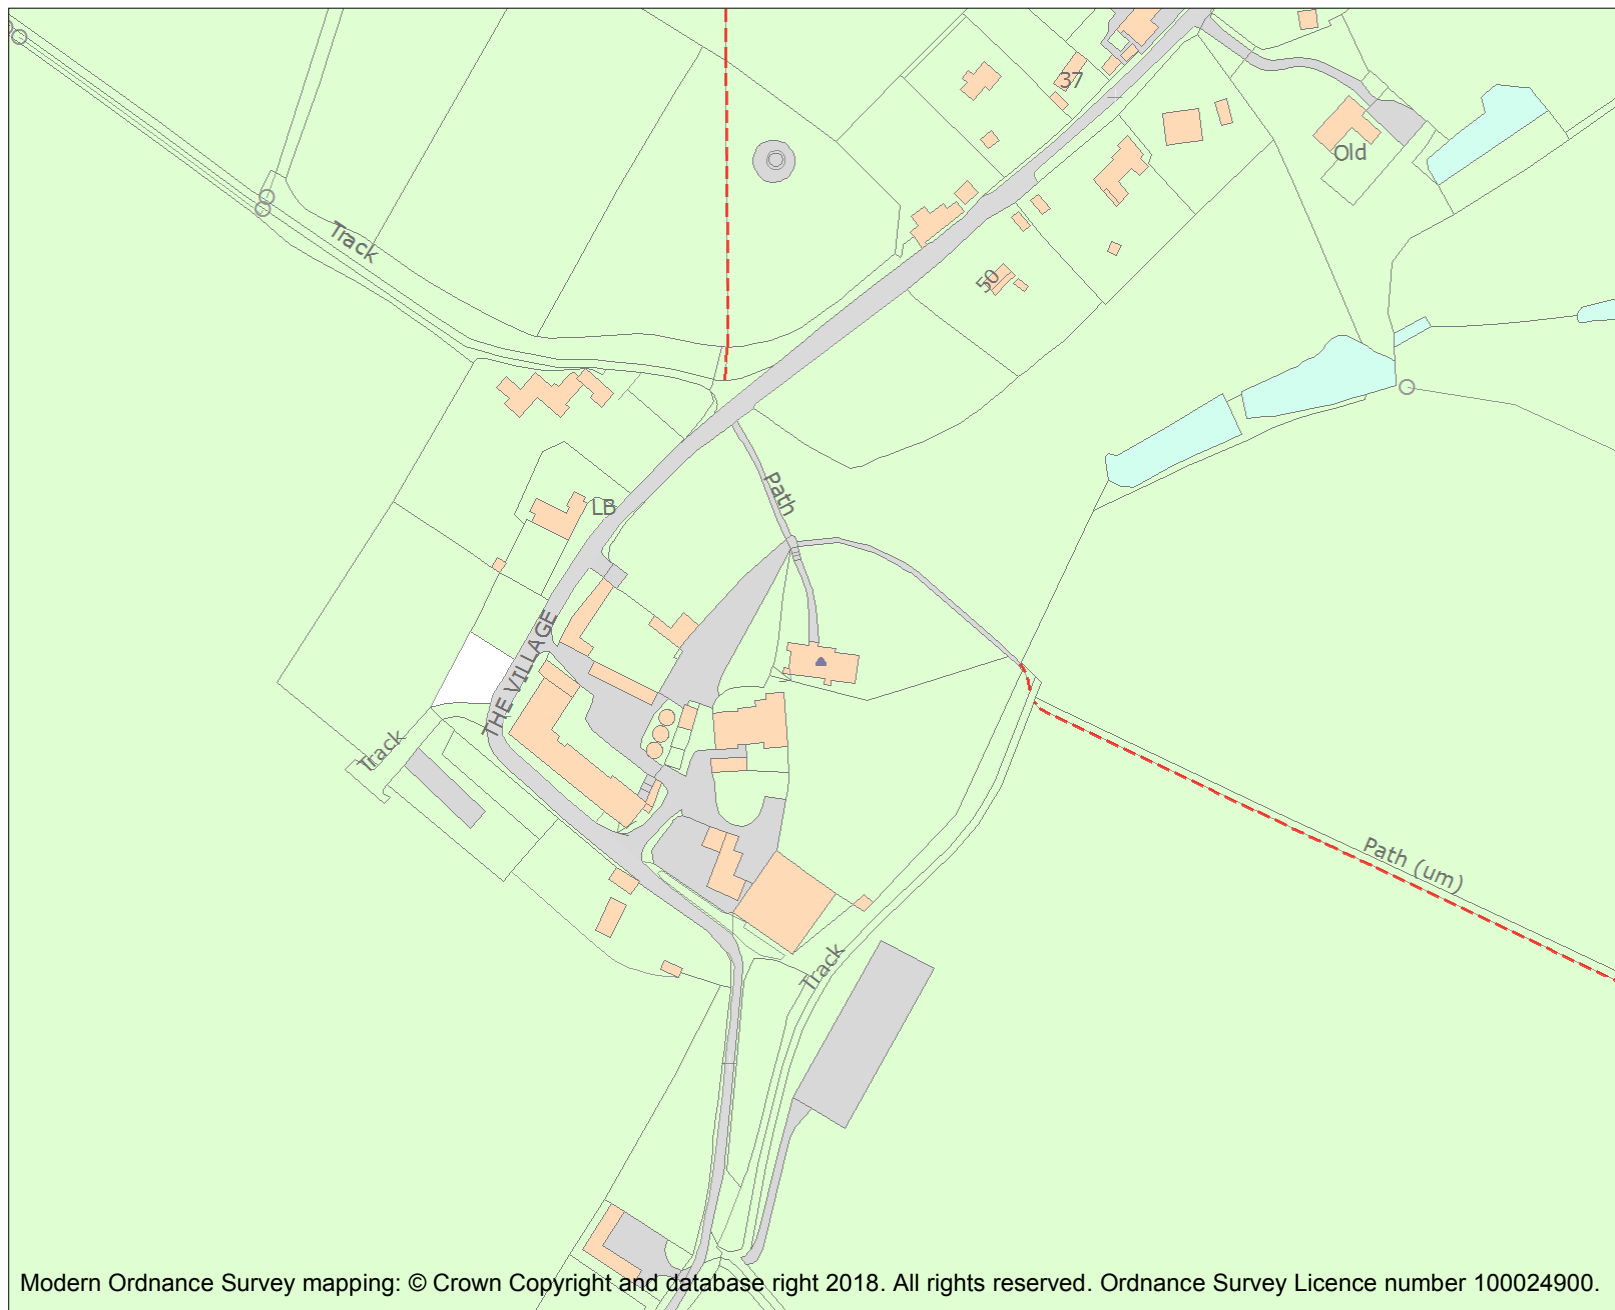 37
Old
Track
50
Path
LB
THE VILLAGE
Track
Path (um)
Track
Modern Ordnance Survey mapping: © Crown Copyright and database right 2018. All rights reserved. Ordnance Survey Licence number 100024900.